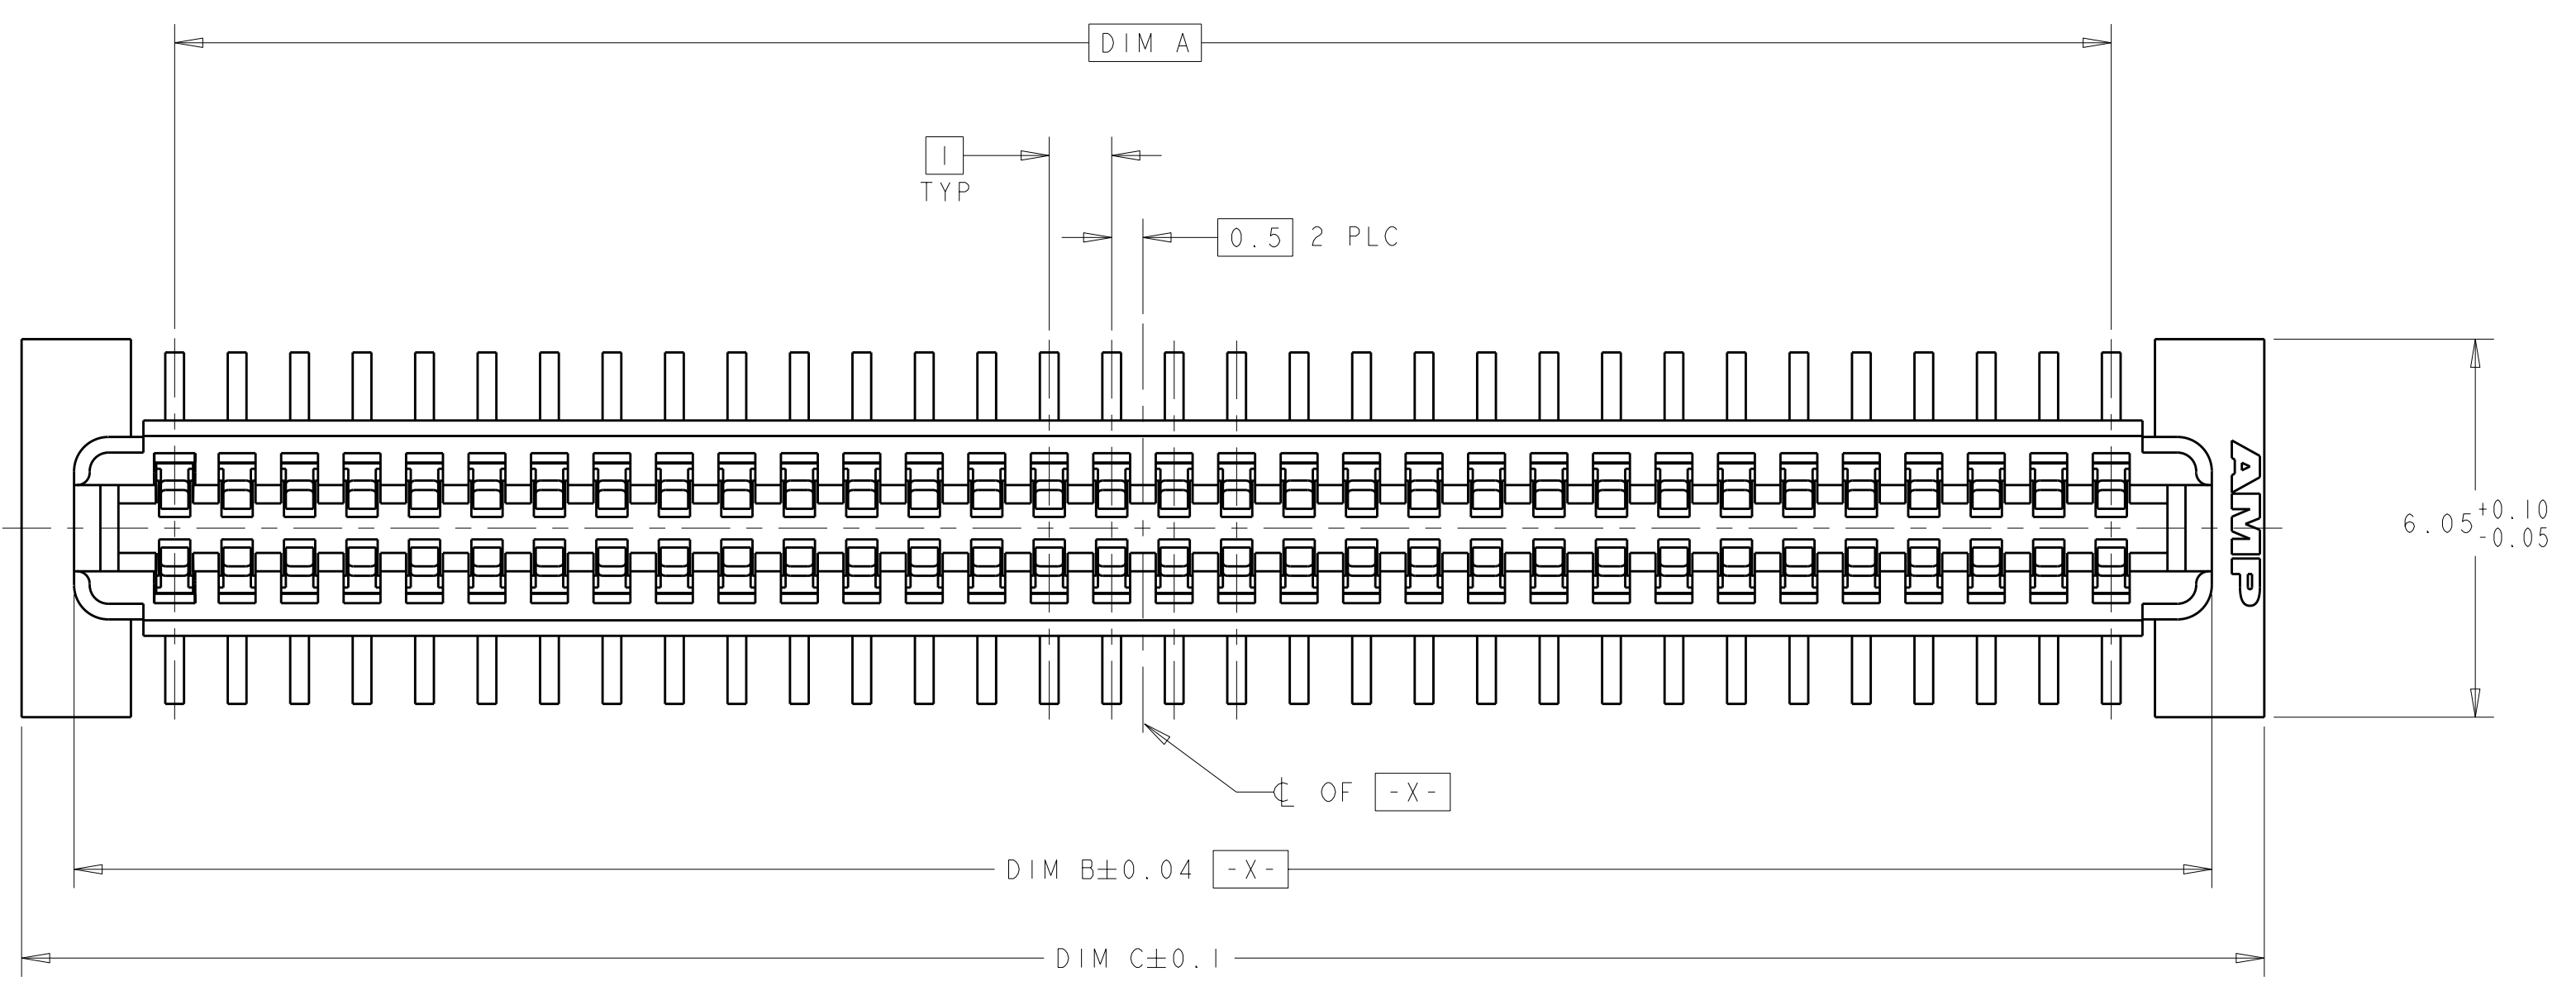 DIM A
1
TYP
0.5 2 PLC
AMP
6.05 +0.10
-0.05
℄ OF -X-
DIM B±0.04 -X-
DIM C±0.1